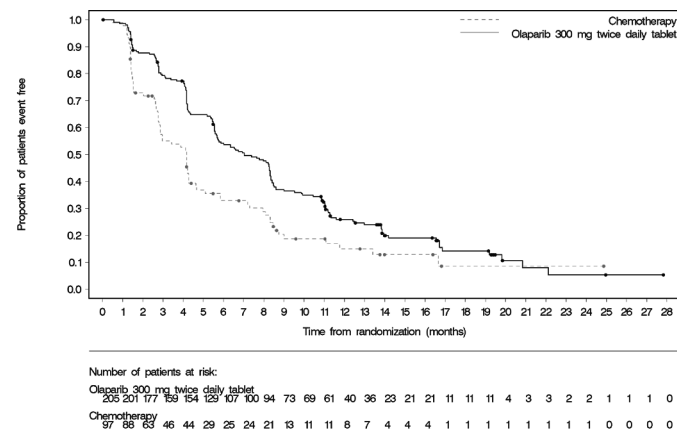 Chemotherapy
Olaparib 300 mg twice daily tablet
Proportion of patients event free
1.0
0.9
0.8
0.7
0.6
0.5
0.4
0.3
0.2
0.1
0.0
0 1 2 3 4 5 6 7 8 9 10 11 12 13 14 15 16 17 18 19 20 21 22 23 24 25 26 27 28
Time from randomization (months)
Number of patients at risk:
Olaparib 300 mg twice daily tablet
205 201 177 159 154 129 107 100 94 73 69 61 40 36 23 21 21 11 11 11 4 3 3 2 2 1 1 1 0
Chemotherapy
97 88 63 46 44 29 25 24 21 13 11 11 8 7 4 4 4 1 1 1 1 1 1 1 1 0 0 0 0